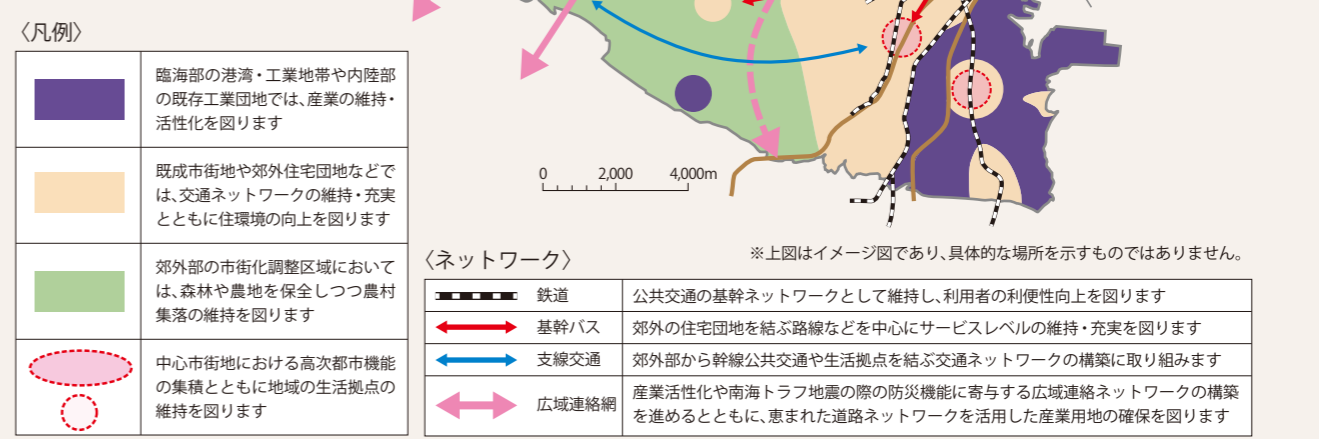 〈凡例〉
臨海部の港湾・工業地帯や内陸部
の既存工業団地では、産業の維持・
活性化を図ります
既成市街地や郊外住宅団地などで
は、交通ネットワークの維持・充実
とともに住環境の向上を図ります
郊外部の市街化調整区域において
は、森林や農地を保全しつつ農村
集落の維持を図ります
中心市街地における高次都市機能
の集積とともに地域の生活拠点の
維持を図ります
0 2,000 4,000m
※上図はイメージ図であり、具体的な場所を示すものではありません。
〈ネットワーク〉
鉄道 公共交通の基幹ネットワークとして維持し、利用者の利便性向上を図ります
基幹バス 郊外の住宅団地を結ぶ路線などを中心にサービスレベルの維持・充実を図ります
支線交通 郊外部から幹線公共交通や生活拠点を結ぶ交通ネットワークの構築に取り組みます
広域連絡網 産業活性化や南海トラフ地震の際の防災機能に寄与する広域連絡ネットワークの構築
を進めるとともに、恵まれた道路ネットワークを活用した産業用地の確保を図ります